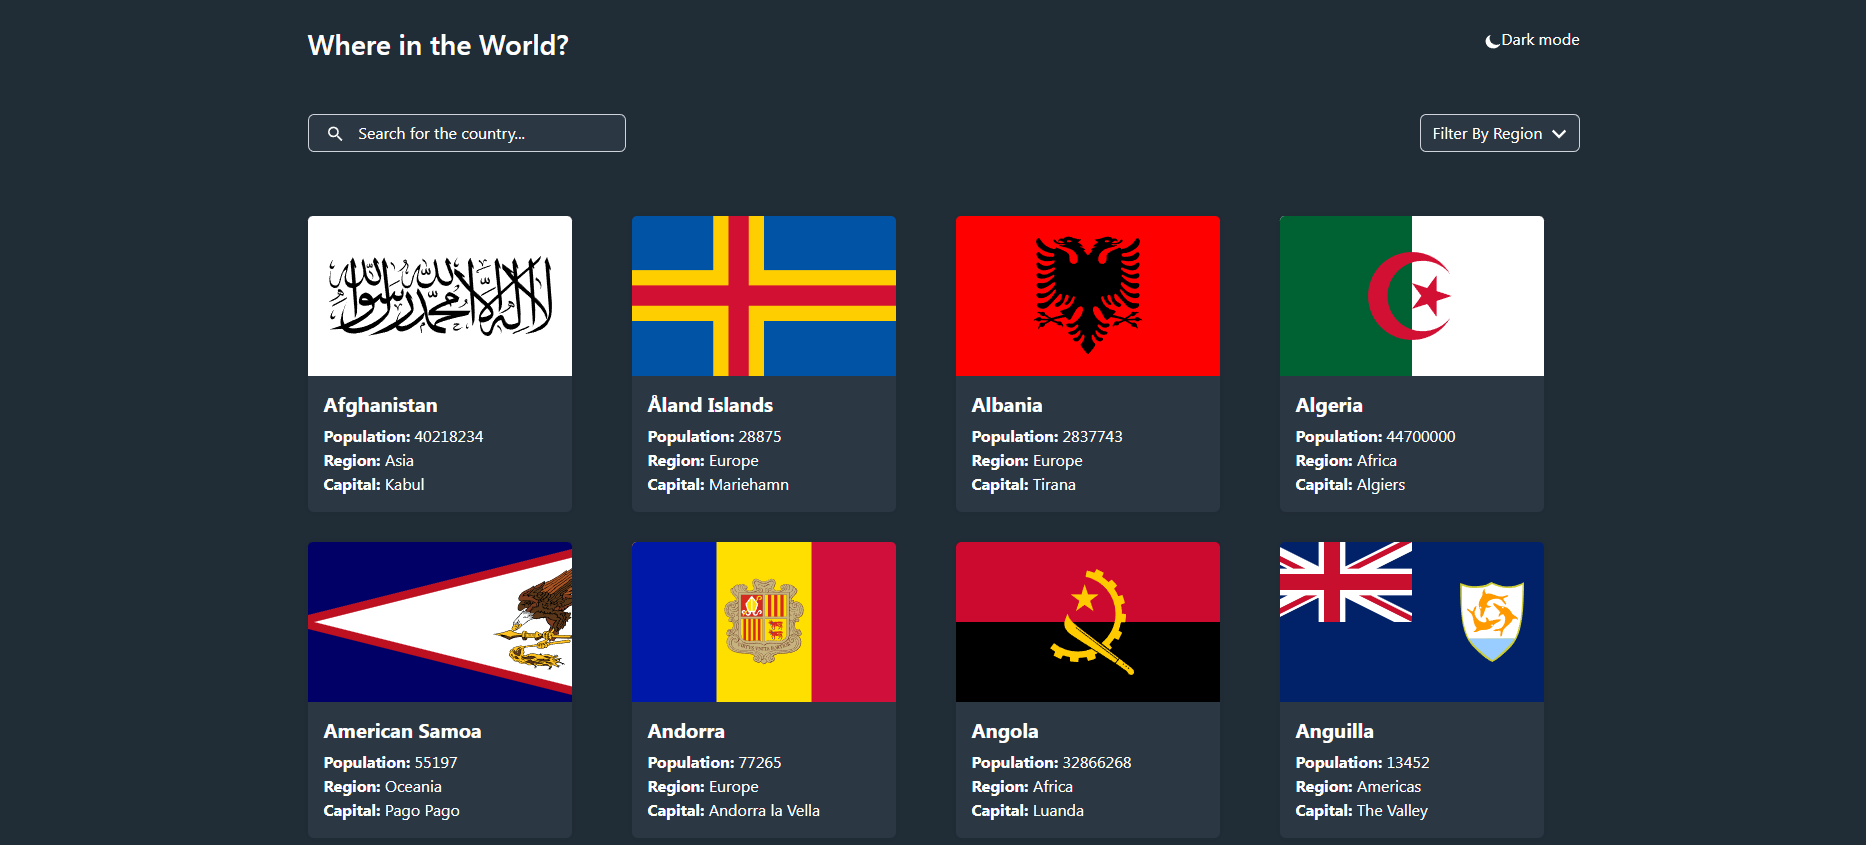 Where in the World?
Dark mode
Search for the country...
Filter By Region
لا إله إلا الله محمد رسول الله
Afghanistan
Population: 40218234
Region: Asia
Capital: Kabul
Åland Islands
Population: 28875
Region: Europe
Capital: Mariehamn
Albania
Population: 2837743
Region: Europe
Capital: Tirana
Algeria
Population: 44700000
Region: Africa
Capital: Algiers
American Samoa
Population: 55197
Region: Oceania
Capital: Pago Pago
Andorra
Population: 77265
Region: Europe
Capital: Andorra la Vella
Angola
Population: 32866268
Region: Africa
Capital: Luanda
Anguilla
Population: 13452
Region: Americas
Capital: The Valley